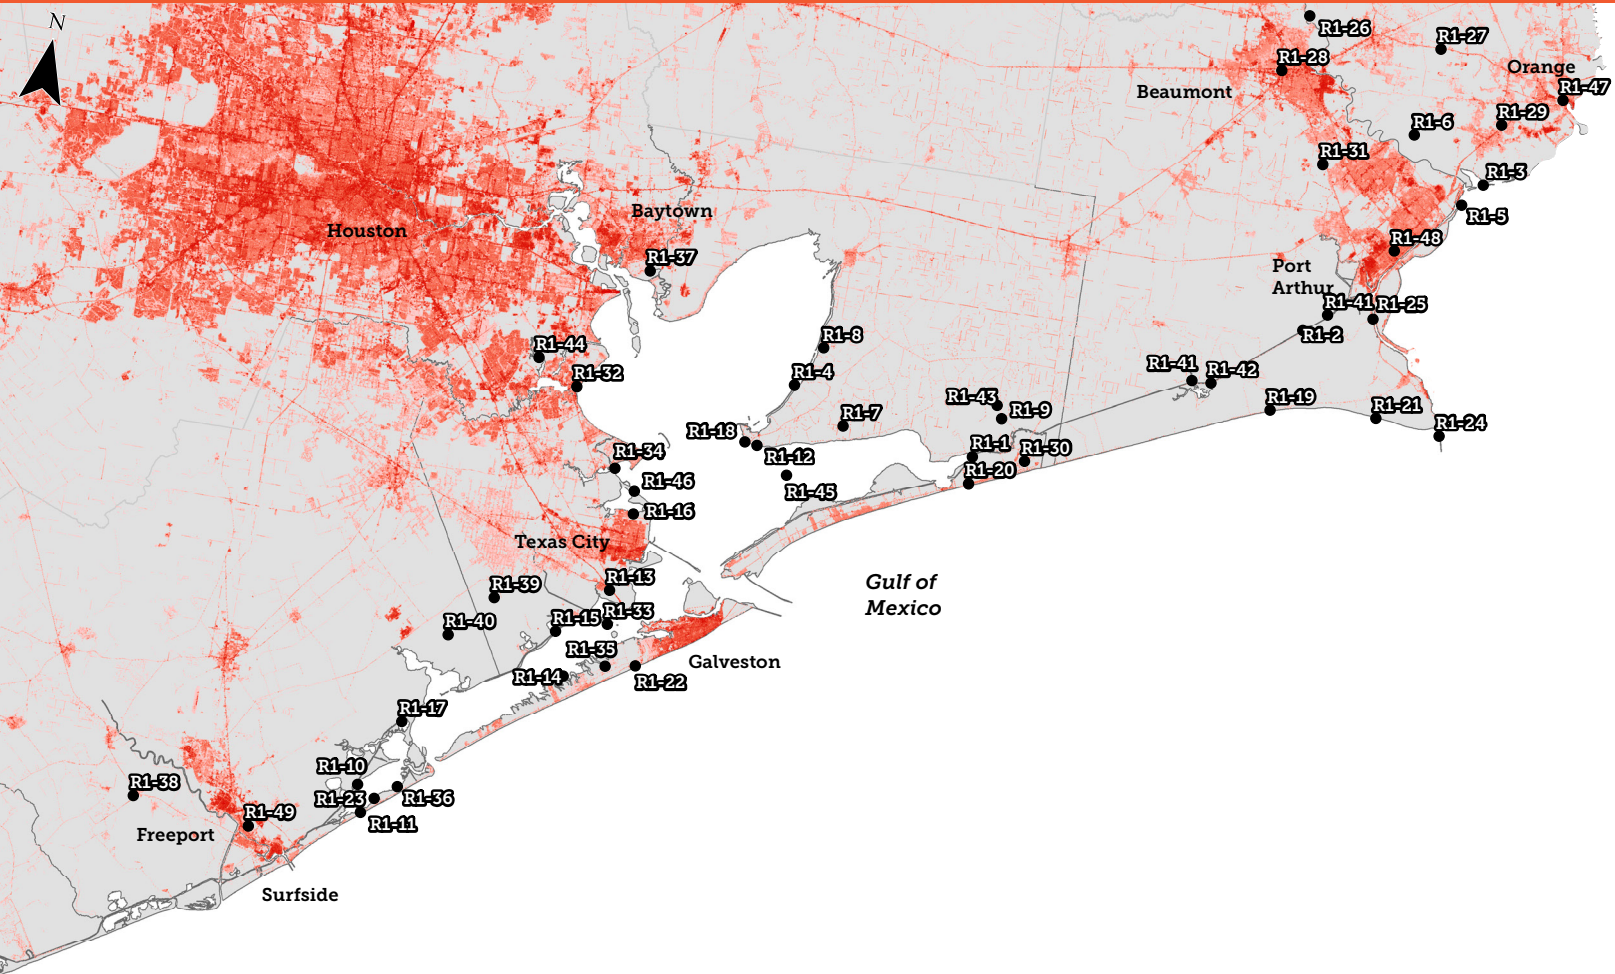 N
R1-26
R1-27
R1-28
Orange
Beaumont
R1-47
R1-29
R1-6
R1-31
R1-3
Baytown
R1-5
Houston
R1-48
R1-37
Port
Arthur
R1-41
R1-25
R1-44
R1-8
R1-2
R1-32
R1-4
R1-41
R1-42
R1-43
R1-9
R1-19
R1-21
R1-7
R1-24
R1-18
R1-34
R1-12
R1-1
R1-30
R1-46
R1-45
R1-20
R1-16
Texas City
Gulf of
Mexico
R1-39
R1-13
R1-40
R1-15
R1-33
R1-35
Galveston
R1-14
R1-22
R1-17
R1-10
R1-38
R1-23
R1-36
R1-49
R1-11
Freeport
Surfside